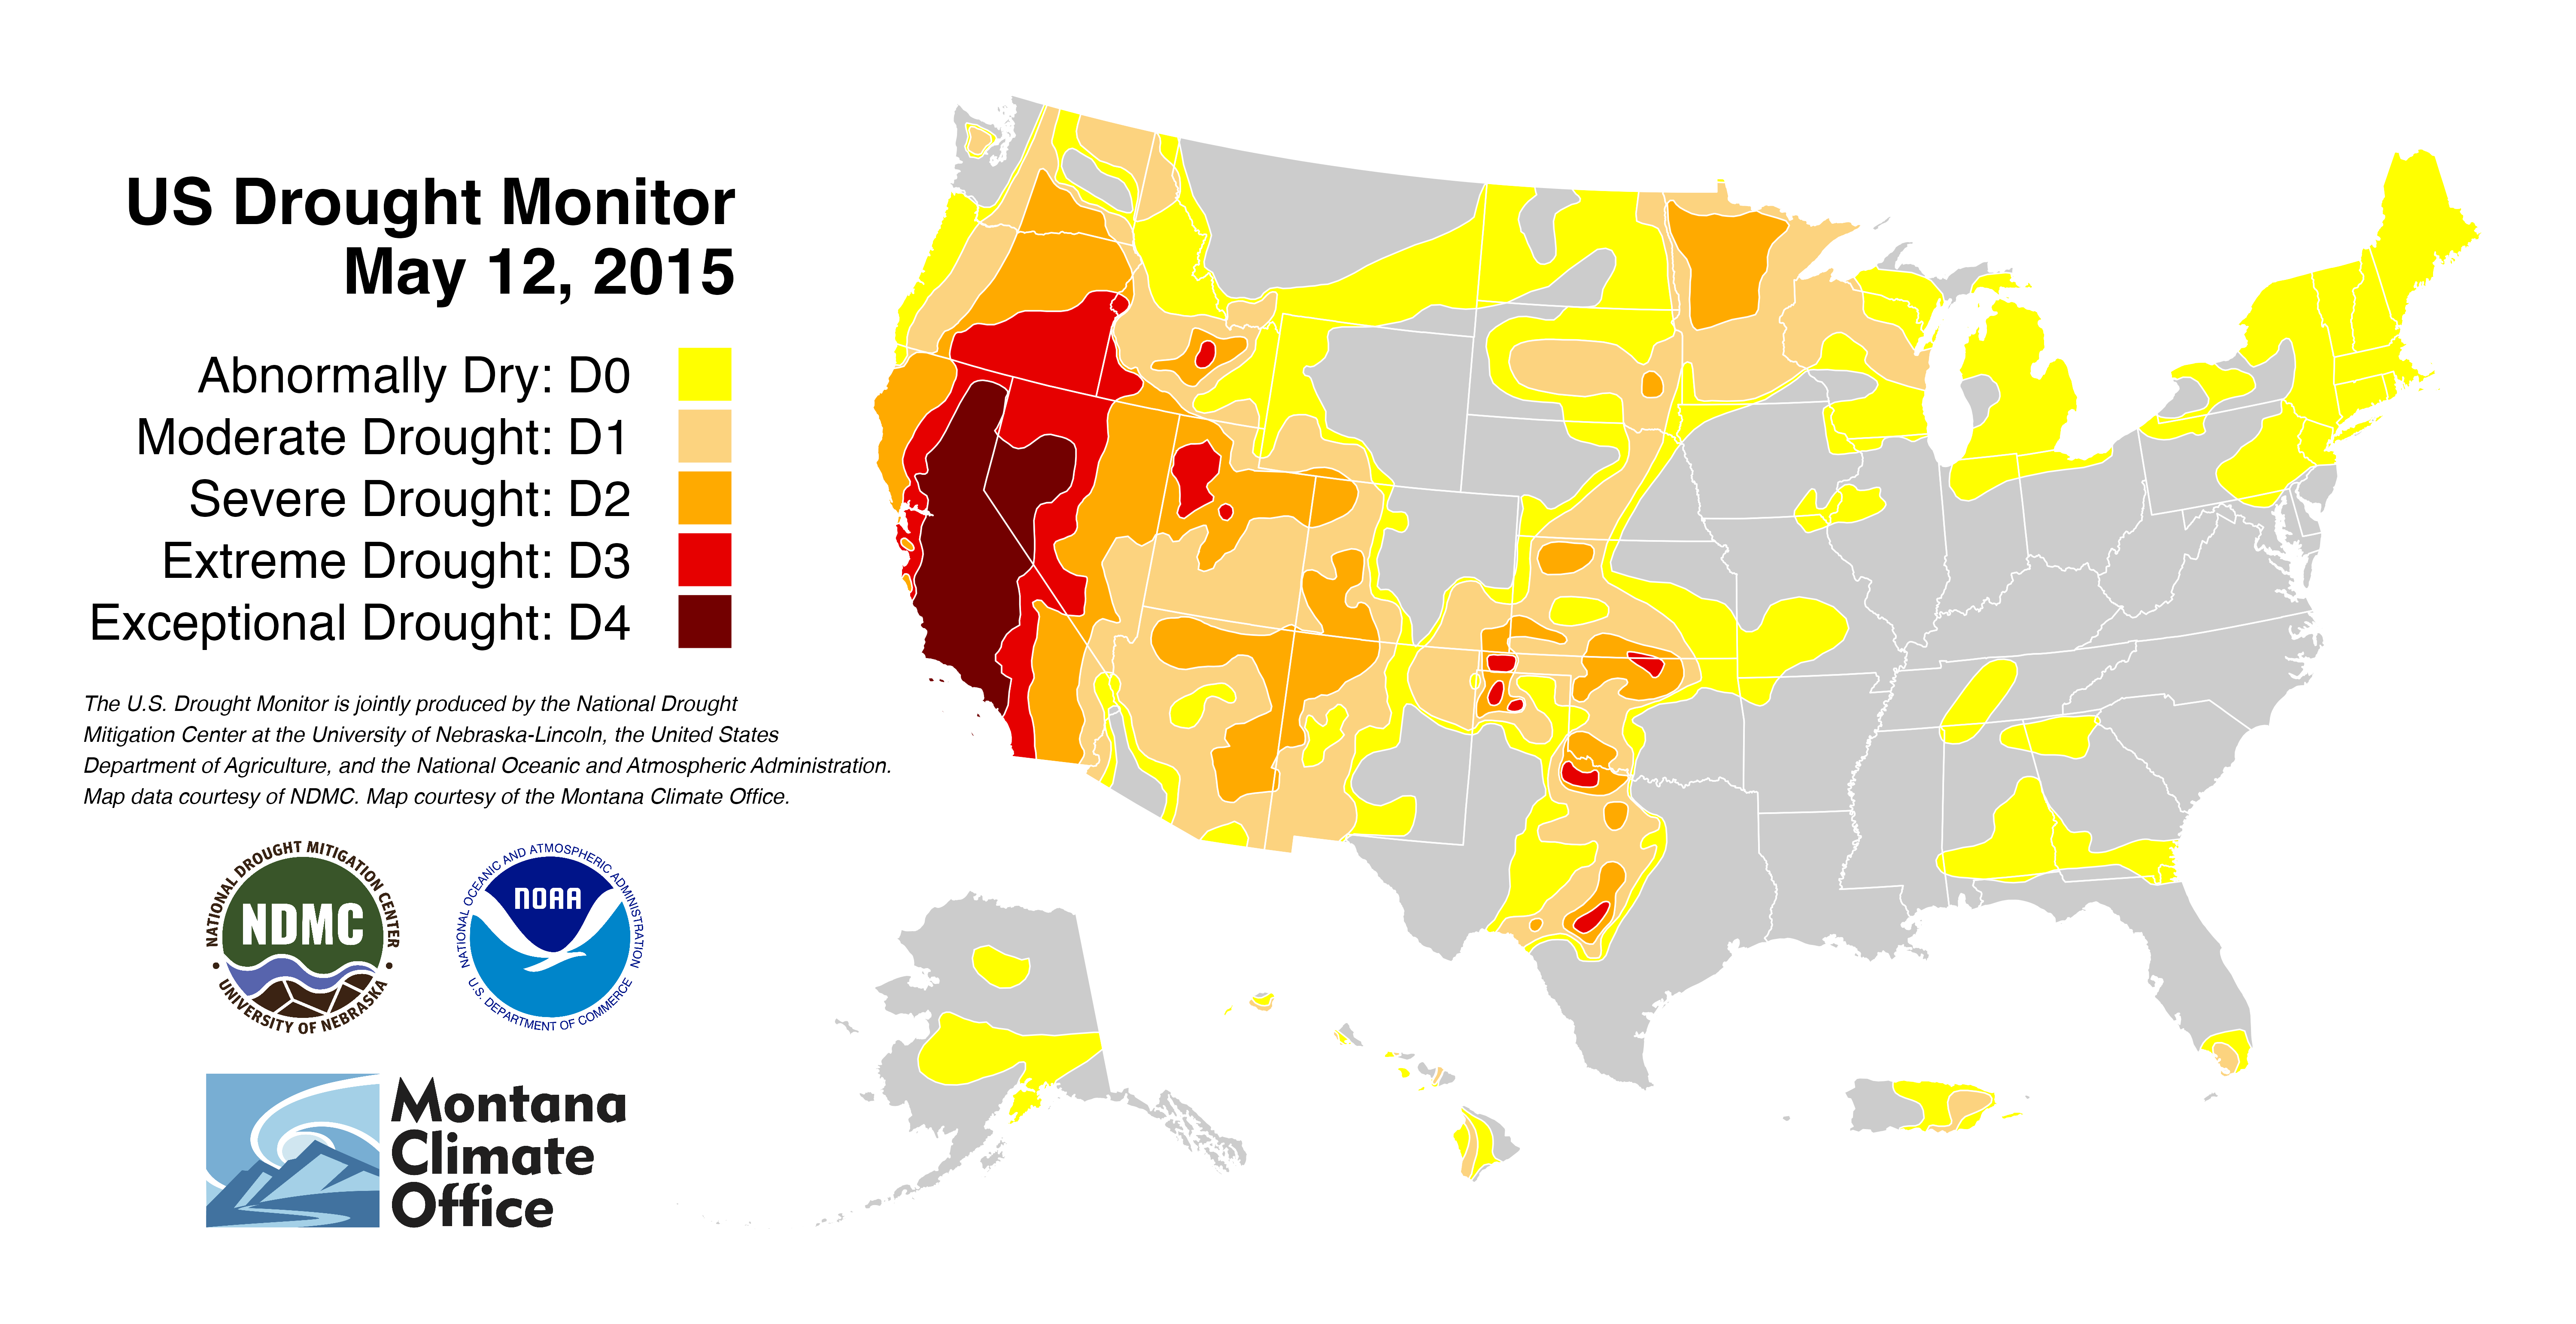 US Drought Monitor
May 12, 2015
Abnormally Dry: D0
Moderate Drought: D1
Severe Drought: D2
Extreme Drought: D3
Exceptional Drought: D4
The U.S. Drought Monitor is jointly produced by the National Drought
Mitigation Center at the University of Nebraska-Lincoln, the United States
Department of Agriculture, and the National Oceanic and Atmospheric Administration.
Map data courtesy of NDMC. Map courtesy of the Montana Climate Office.
NATIONAL DROUGHT MITIGATION CENTER
NDMC
• UNIVERSITY OF NEBRASKA •
NATIONAL OCEANIC AND ATMOSPHERIC ADMINISTRATION
NOAA
U.S. DEPARTMENT OF COMMERCE
Montana
Climate
Office